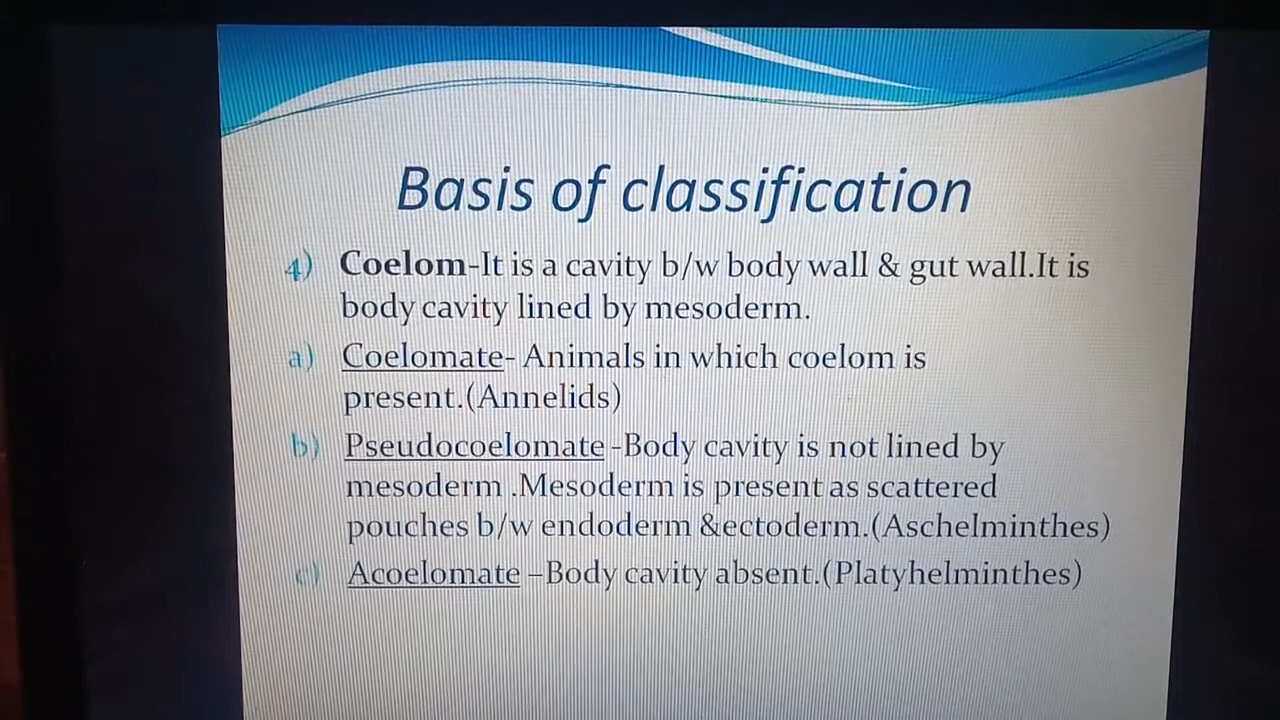 Basis of classification
4) Coelom-It is a cavity b/w body wall & gut wall.It is
body cavity lined by mesoderm.
a) Coelomate- Animals in which coelom is
present.(Annelids)
b) Pseudocoelomate -Body cavity is not lined by
mesoderm .Mesoderm is present as scattered
pouches b/w endoderm &ectoderm.(Aschelminthes)
c) Acoelomate –Body cavity absent.(Platyhelminthes)